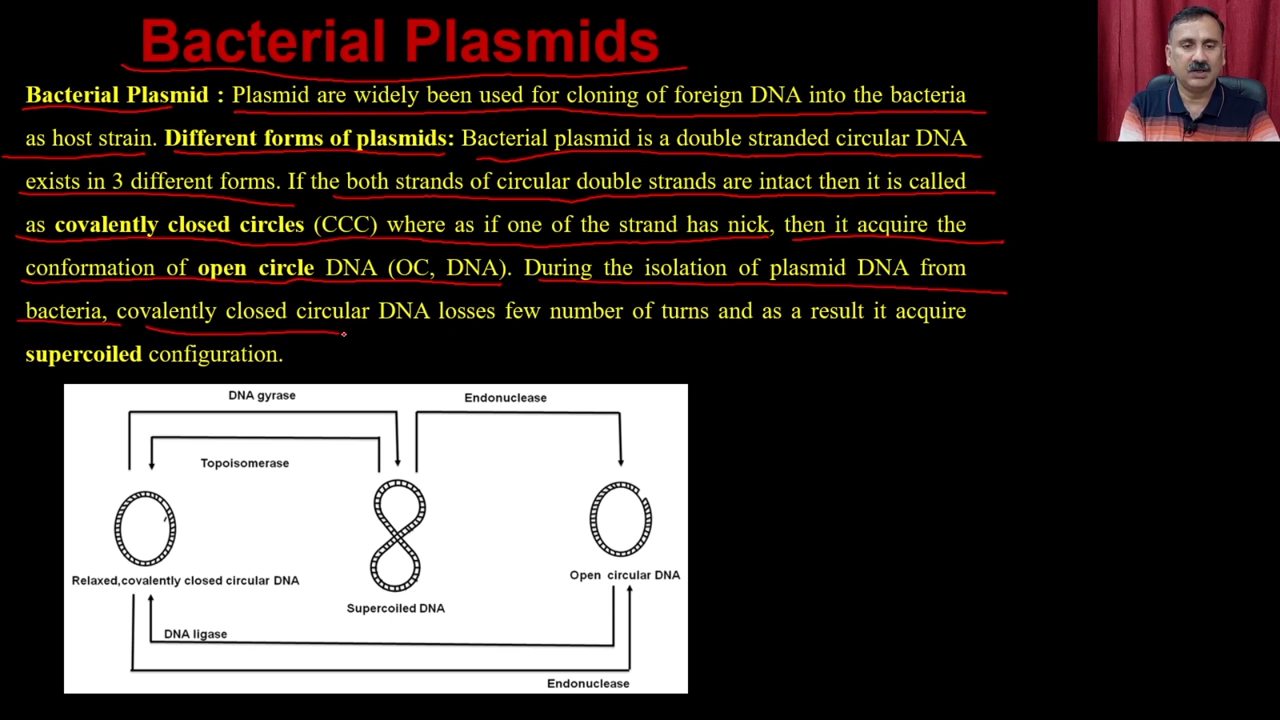 Bacterial Plasmids
Bacterial Plasmid : Plasmid are widely been used for cloning of foreign DNA into the bacteria
as host strain. Different forms of plasmids: Bacterial plasmid is a double stranded circular DNA
exists in 3 different forms. If the both strands of circular double strands are intact then it is called
as covalently closed circles (CCC) where as if one of the strand has nick, then it acquire the
conformation of open circle DNA (OC, DNA). During the isolation of plasmid DNA from
bacteria, covalently closed circular DNA losses few number of turns and as a result it acquire
supercoiled configuration.
DNA gyrase
Endonuclease
Topoisomerase
Relaxed,covalently closed circular DNA
Open circular DNA
Supercoiled DNA
DNA ligase
Endonuclease